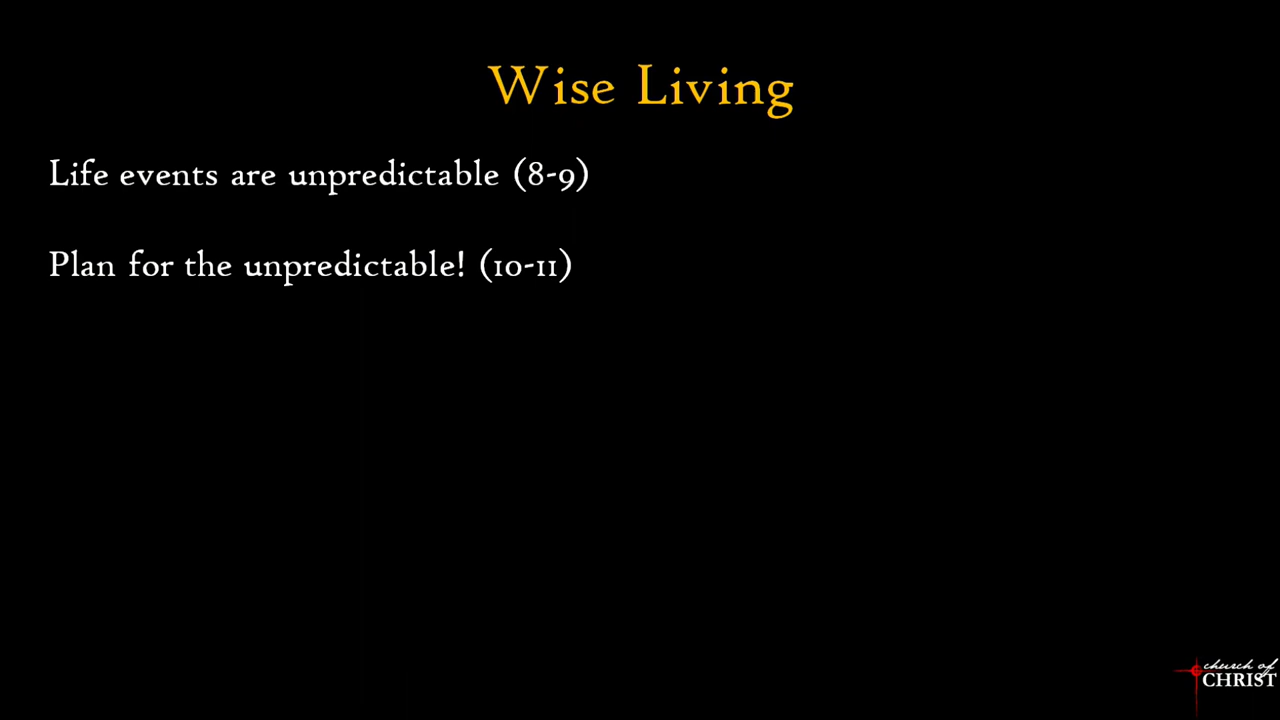 Wise Living
Life events are unpredictable (8-9)
Plan for the unpredictable! (10-11)
church of
CHRIST